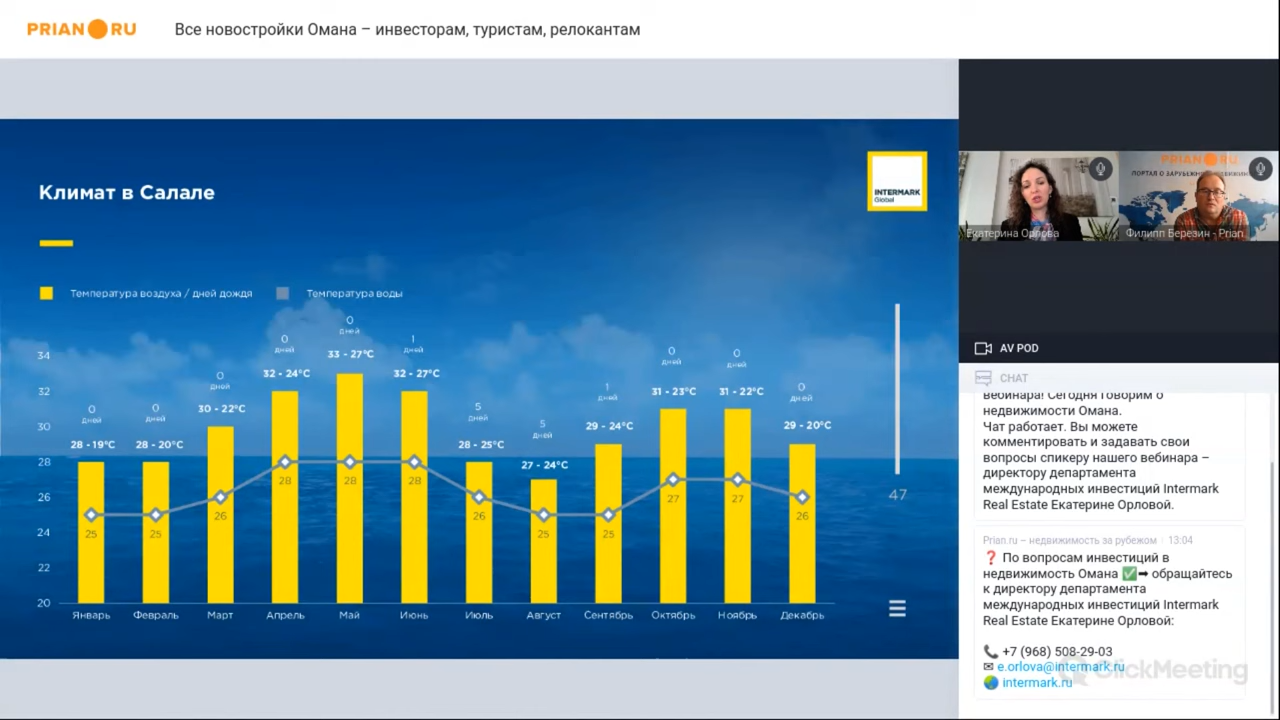 PRIAN RU
Все новостройки Омана – инвесторам, туристам, релокантам
Климат в Салале
INTERMARK
Global
Температура воздуха / дней дождя
Температура воды
0 дней 0 дней 0 дней 0 дней 0 дней 1 дней 5 дней 5 дней 1 дней 0 дней 0 дней 0 дней
28 - 19°C 28 - 20°C 30 - 22°C 32 - 24°C 33 - 27°C 32 - 27°C 28 - 25°C 27 - 24°C 29 - 24°C 31 - 23°C 31 - 22°C 29 - 20°C
34
32
30
28
26
24
22
20
25 25 26 28 28 28 26 25 25 27 27 26
Январь Февраль Март Апрель Май Июнь Июль Август Сентябрь Октябрь Ноябрь Декабрь
47
PRIAN RU
Екатерина Орлова
Филипп Березин - Prian
AV POD
CHAT
вебинара! Сегодня говорим о
недвижимости Омана.
Чат работает. Вы можете
комментировать и задавать свои
вопросы спикеру нашего вебинара –
директору департамента
международных инвестиций Intermark
Real Estate Екатерине Орловой.
Prian.ru – недвижимость за рубежом 13:04
❓ По вопросам инвестиций в
недвижимость Омана ✅➡ обращайтесь
к директору департамента
международных инвестиций Intermark
Real Estate Екатерине Орловой:
📞 +7 (968) 508-29-03
✉ e.orlova@intermark.ru
🌏 intermark.ru
ClickMeeting